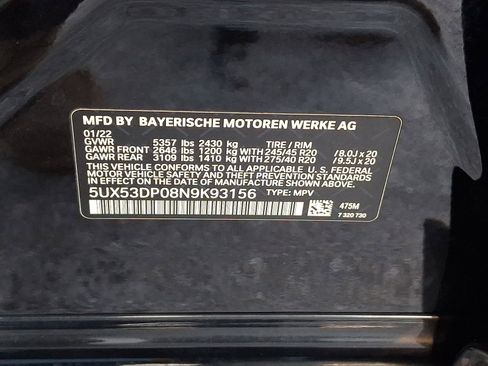 MFD BY BAYERISCHE MOTOREN WERKE AG
01/22
GVWR 5357 lbs 2430 kg TIRE / RIM
GAWR FRONT 2646 lbs 1200 kg WITH 245/45 R20 /8.0J x 20
GAWR REAR 3109 lbs 1410 kg WITH 275/40 R20 /9.5J x 20
THIS VEHICLE CONFORMS TO ALL APPLICABLE U. S. FEDERAL
MOTOR VEHICLE SAFETY AND THEFT PREVENTION
STANDARDS IN EFFECT ON THE DATE OF MANUFACTURE SHOWN ABOVE.
5UX53DP08N9K93156 TYPE: MPV
475M
7 320 730